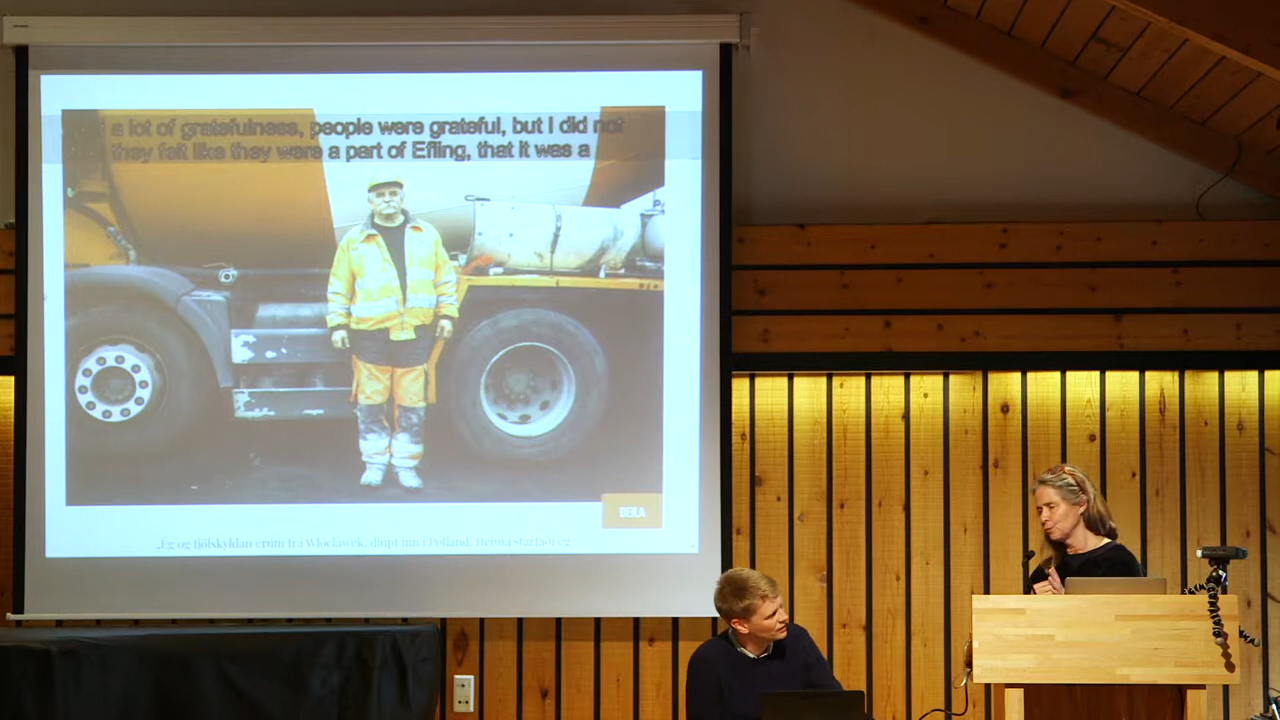 a lot of gratefulness, people were grateful, but I did not
they felt like they were a part of Efling, that it was a
DEILA
„Ég og fjölskyldan erum frá Wloclawek, djúpt inn í Póllandi. Heima starfaði ég